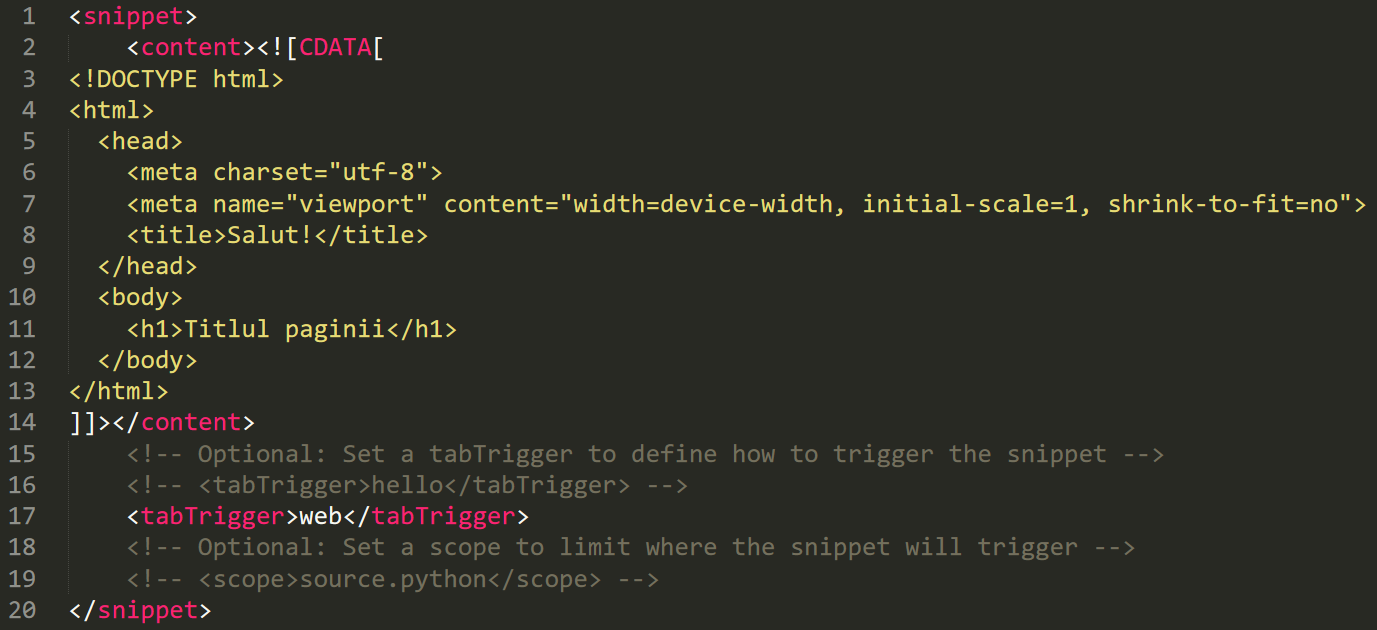 1 <snippet>
2     <content><![CDATA[
3 <!DOCTYPE html>
4 <html>
5   <head>
6     <meta charset="utf-8">
7     <meta name="viewport" content="width=device-width, initial-scale=1, shrink-to-fit=no">
8     <title>Salut!</title>
9   </head>
10   <body>
11     <h1>Titlul paginii</h1>
12   </body>
13 </html>
14 ]]></content>
15     <!-- Optional: Set a tabTrigger to define how to trigger the snippet -->
16     <!-- <tabTrigger>hello</tabTrigger> -->
17     <tabTrigger>web</tabTrigger>
18     <!-- Optional: Set a scope to limit where the snippet will trigger -->
19     <!-- <scope>source.python</scope> -->
20 </snippet>